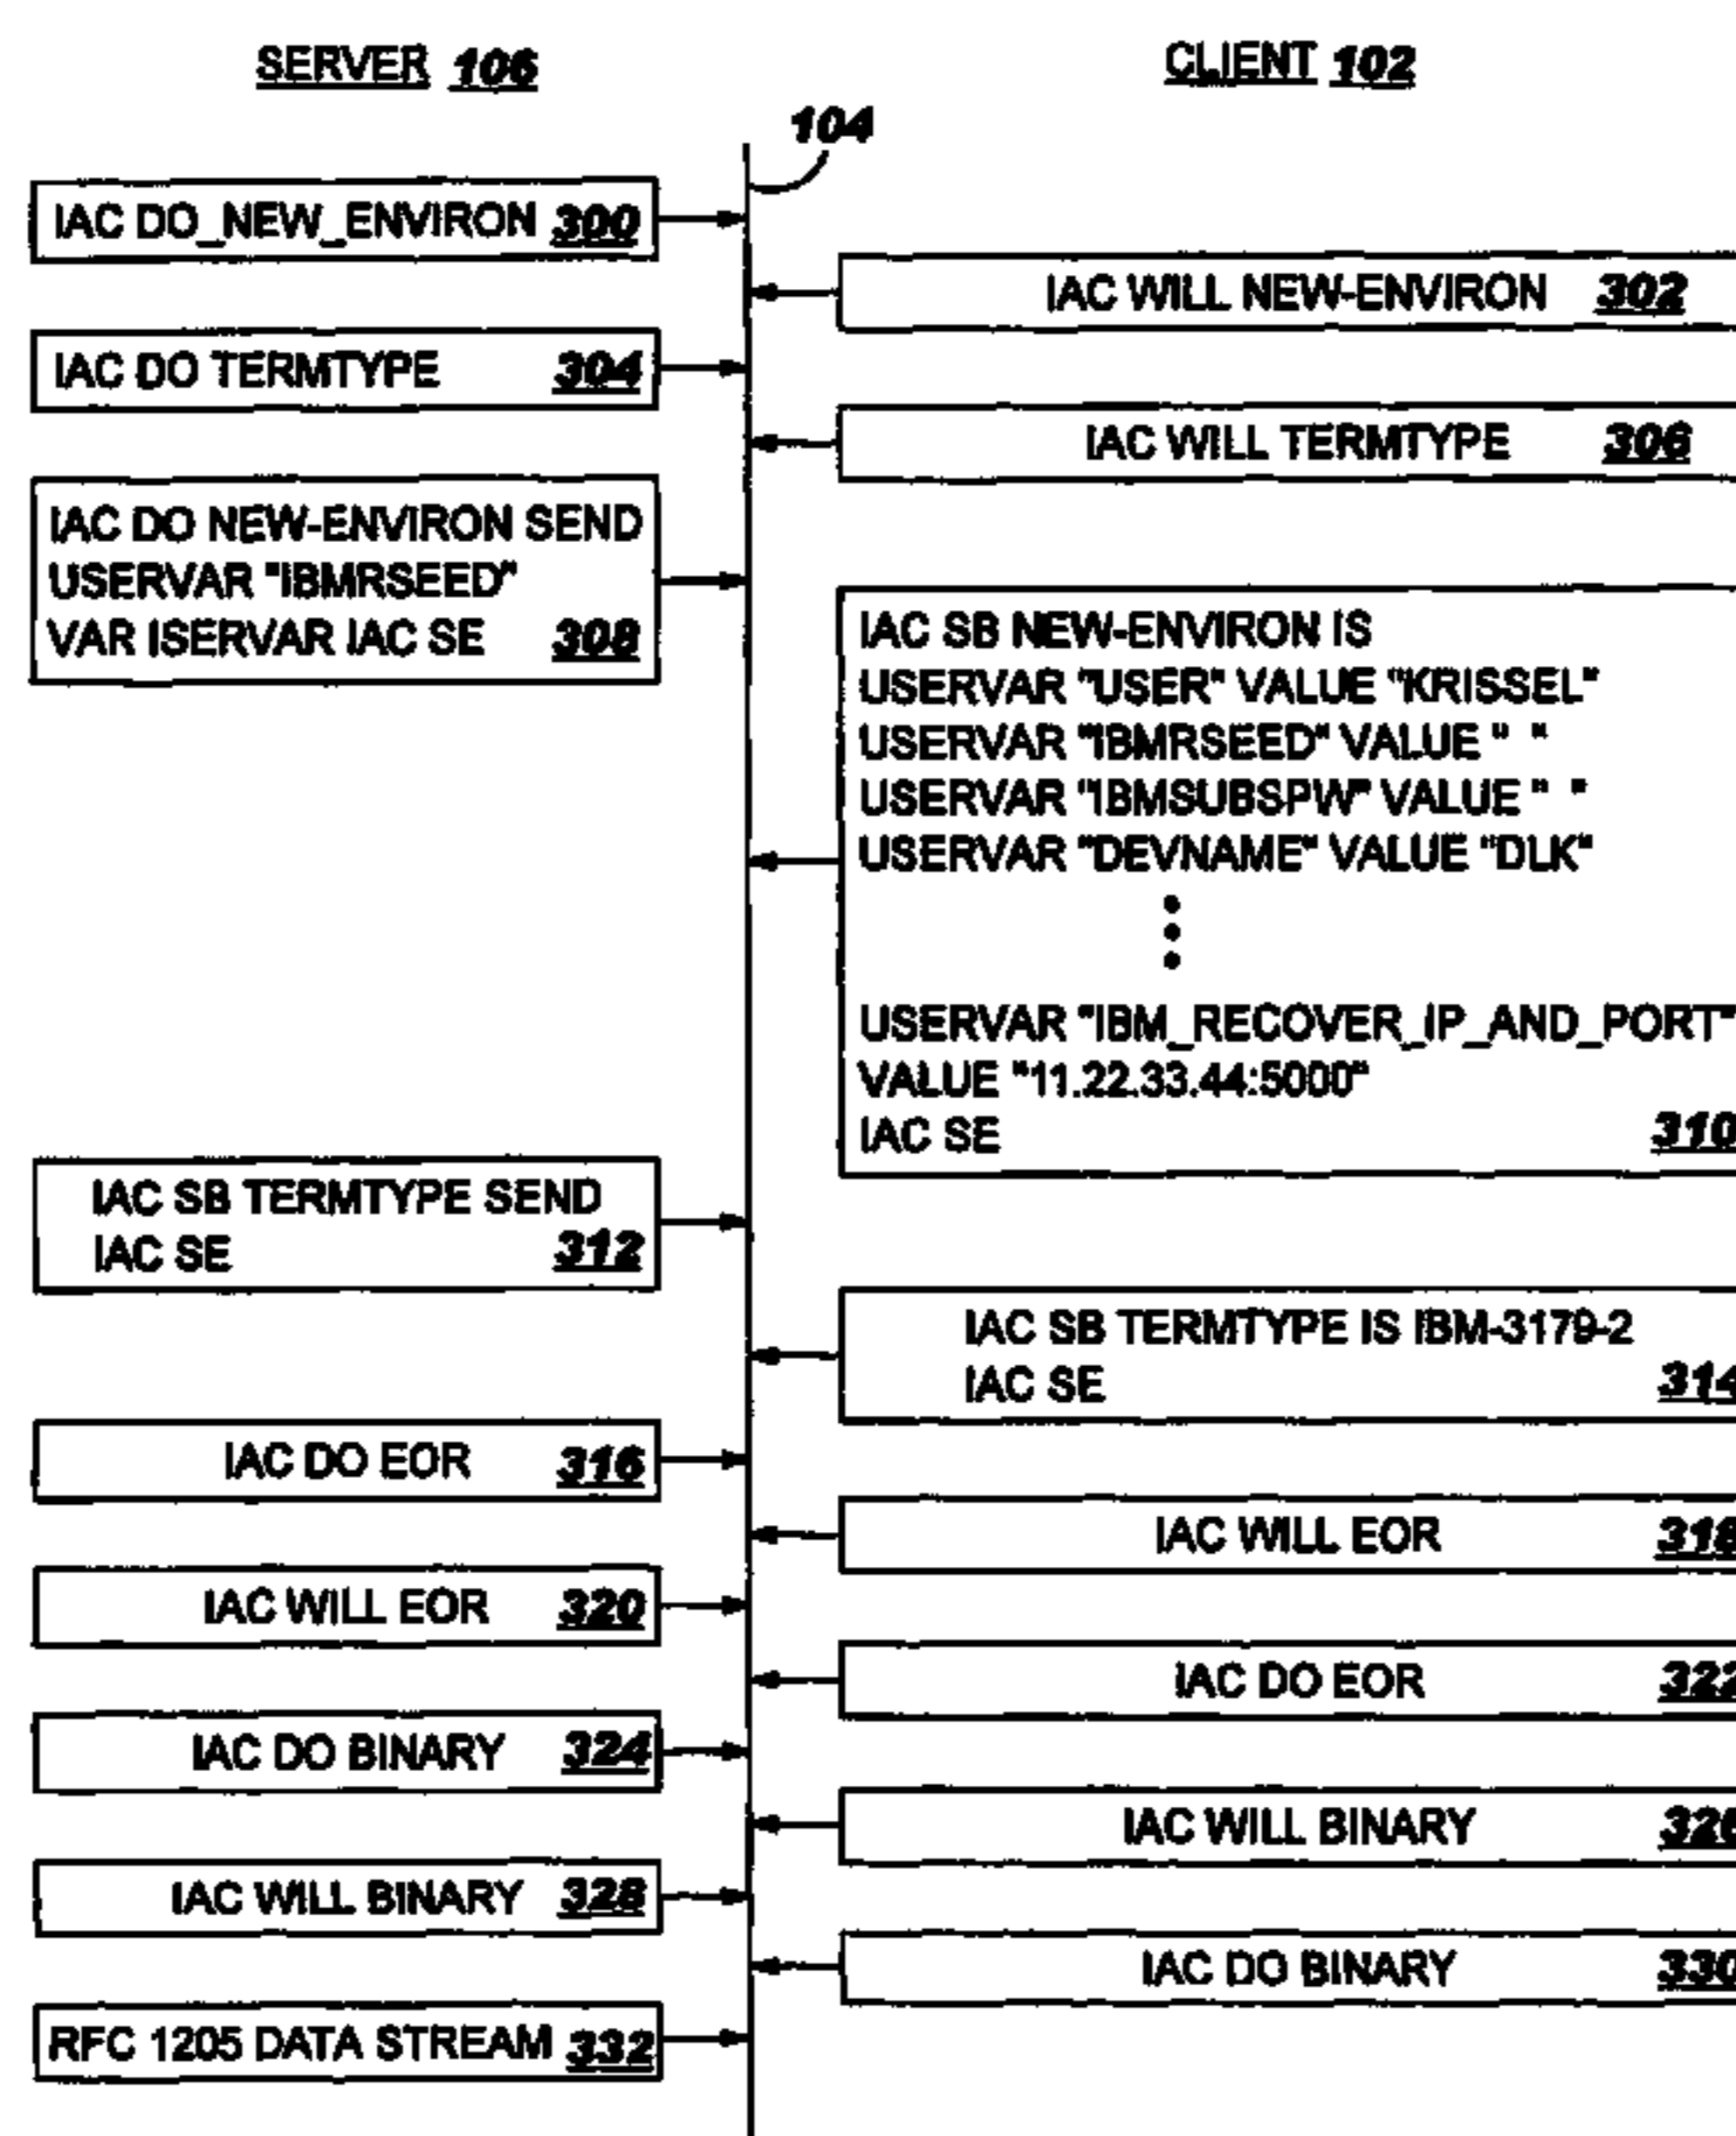 SERVER 106
CLIENT 102
104
IAC DO_NEW_ENVIRON 300
IAC WILL NEW-ENVIRON 302
IAC DO TERMTYPE 304
IAC WILL TERMTYPE 306
IAC DO NEW-ENVIRON SEND
USERVAR "IBMRSEED"
VAR ISERVAR IAC SE 308
IAC SB NEW-ENVIRON IS
USERVAR "USER" VALUE "KRISSEL"
USERVAR "IBMRSEED" VALUE " "
USERVAR "IBMSUBSPW" VALUE " "
USERVAR "DEVNAME" VALUE "DLK"
USERVAR "IBM_RECOVER_IP_AND_PORT"
VALUE "11.22.33.44:5000"
IAC SE 310
IAC SB TERMTYPE SEND
IAC SE 312
IAC SB TERMTYPE IS IBM-3179-2
IAC SE 314
IAC DO EOR 316
IAC WILL EOR 318
IAC WILL EOR 320
IAC DO EOR 322
IAC DO BINARY 324
IAC WILL BINARY 326
IAC WILL BINARY 328
IAC DO BINARY 330
RFC 1205 DATA STREAM 332